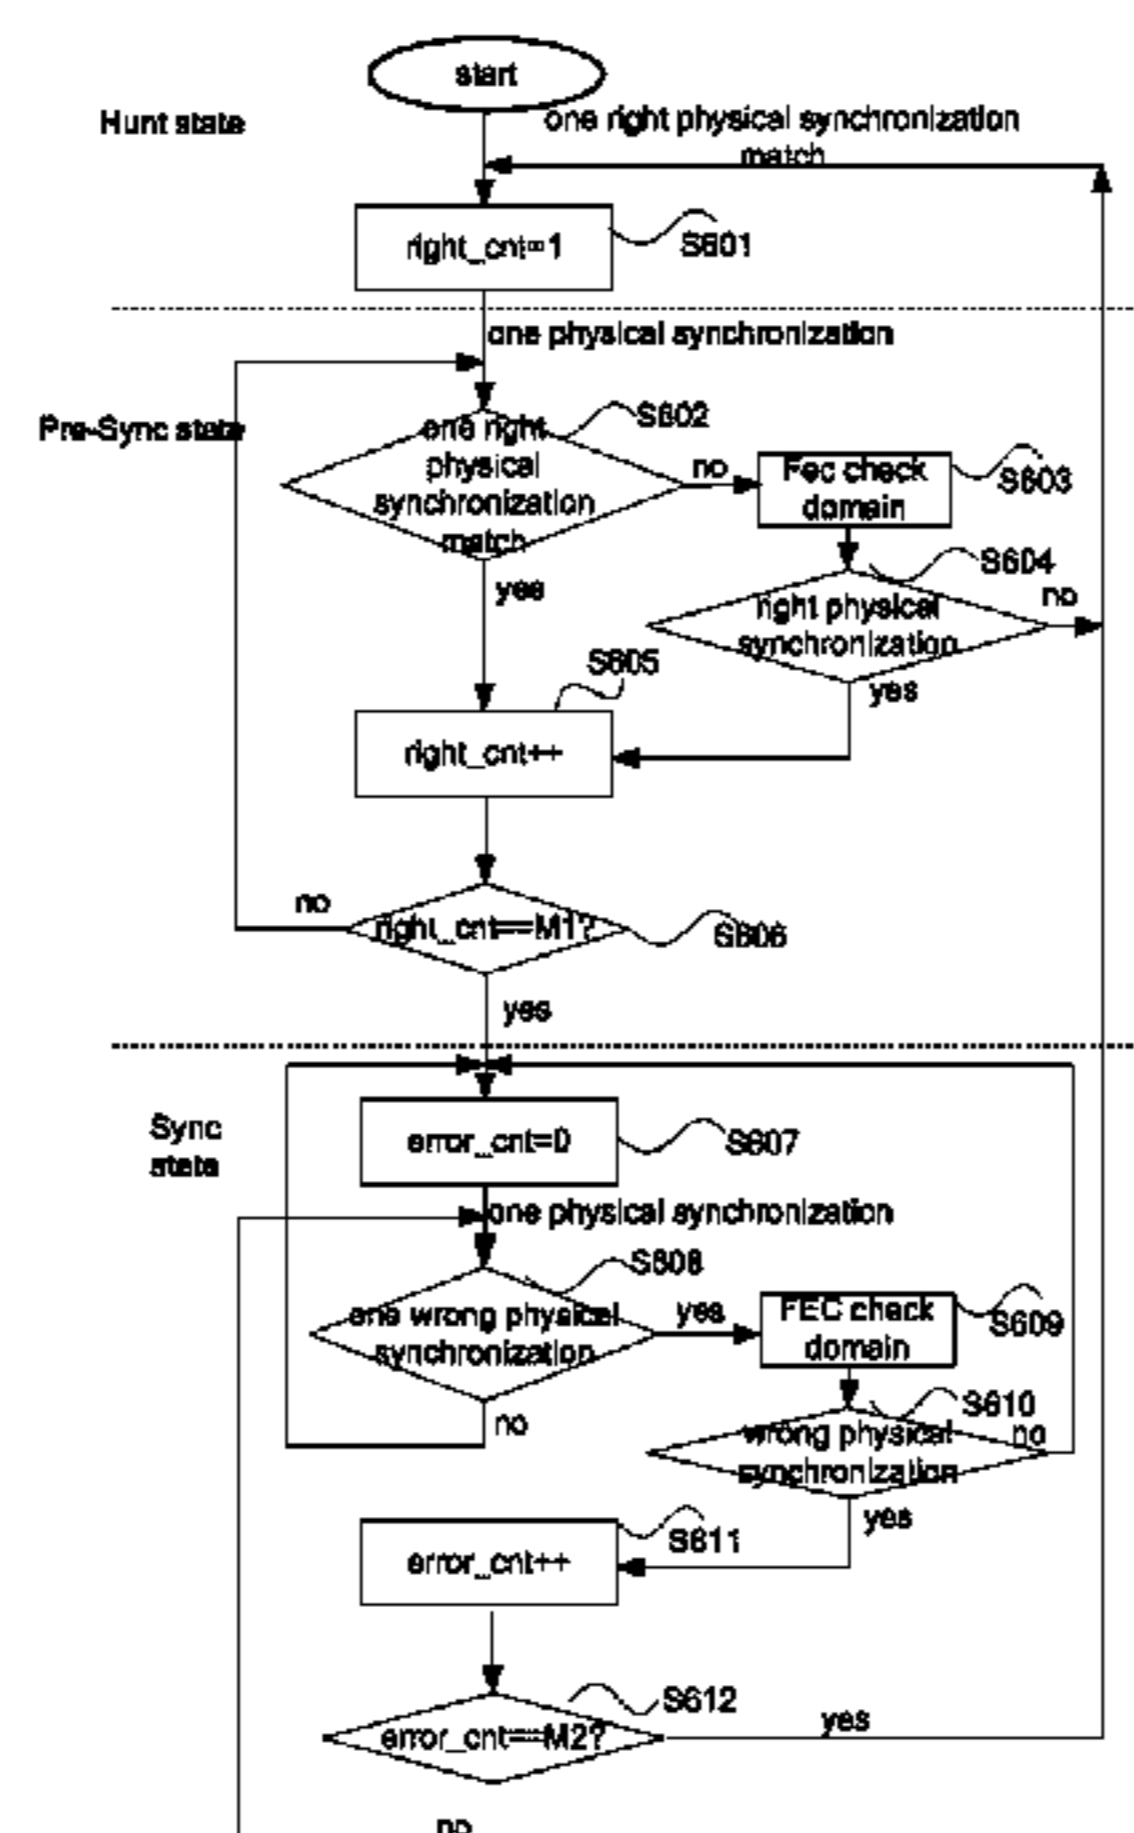 start
Hunt state
one right physical synchronization
match
right_cnt=1
S601
one physical synchronization
Pre-Sync state
one right
physical
synchronization
match
S602
no
Fec check
domain
S603
S604
right physical
synchronization
no
yes
yes
S605
right_cnt++
no
right_cnt==M1?
S606
yes
Sync
state
error_cnt=0
S607
one physical synchronization
S608
one wrong physical
synchronization
yes
FEC check
domain
S609
no
S610
wrong physical
synchronization
no
yes
error_cnt++
S611
S612
error_cnt==M2?
yes
no